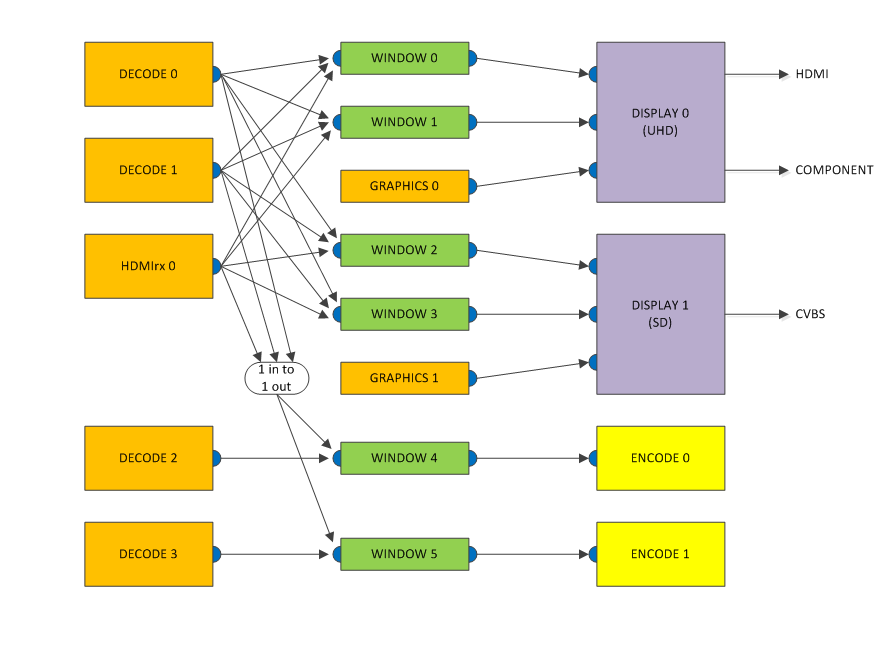 DECODE 0
WINDOW 0
DISPLAY 0
(UHD)
HDMI
WINDOW 1
DECODE 1
GRAPHICS 0
COMPONENT
HDMIrx 0
WINDOW 2
WINDOW 3
DISPLAY 1
(SD)
CVBS
1 in to
1 out
GRAPHICS 1
DECODE 2
WINDOW 4
ENCODE 0
DECODE 3
WINDOW 5
ENCODE 1